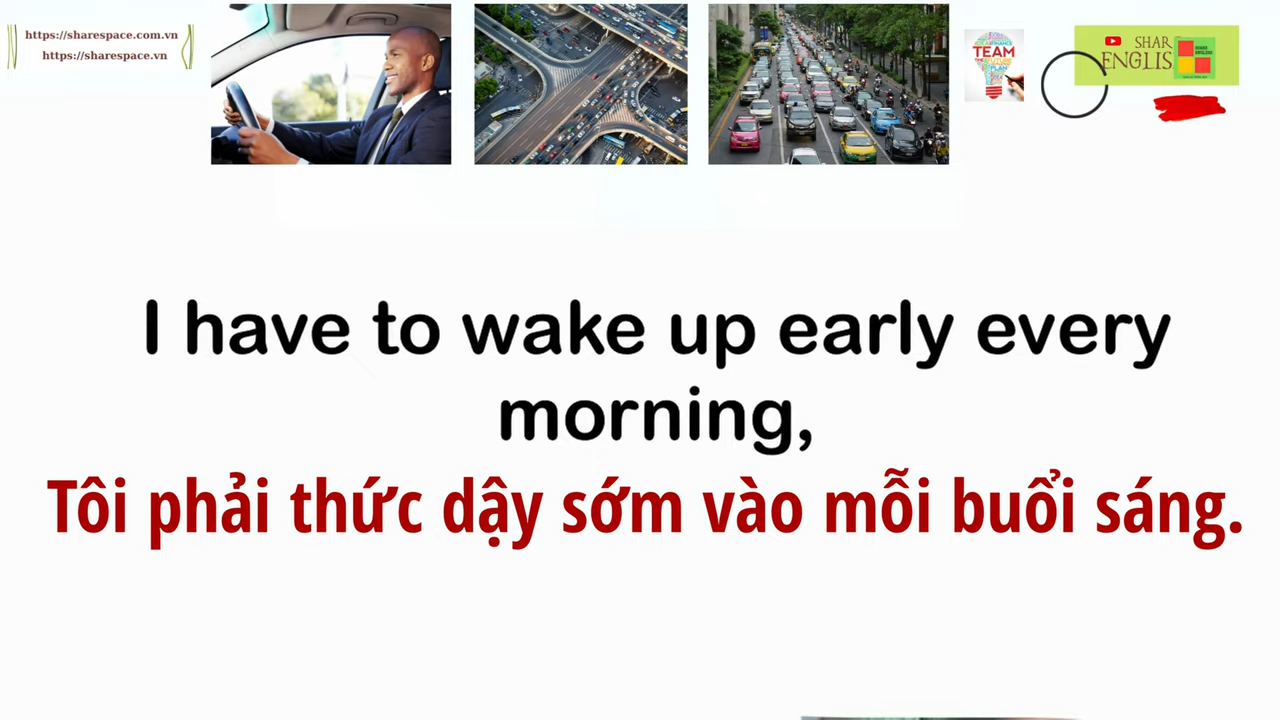 https://sharespace.com.vn
https://sharespace.vn
TEAM
PLAN
SHAR
ENGLIS
I have to wake up early every
morning,
Tôi phải thức dậy sớm vào mỗi buổi sáng.